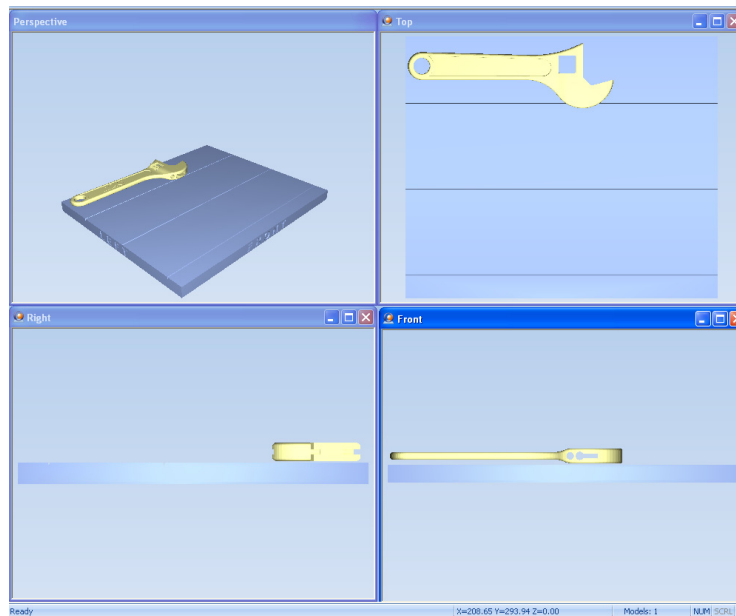 Perspective
Top
Right
Front
Ready
X=208.65 Y=293.94 Z=0.00
Models: 1
NUM
SCRL